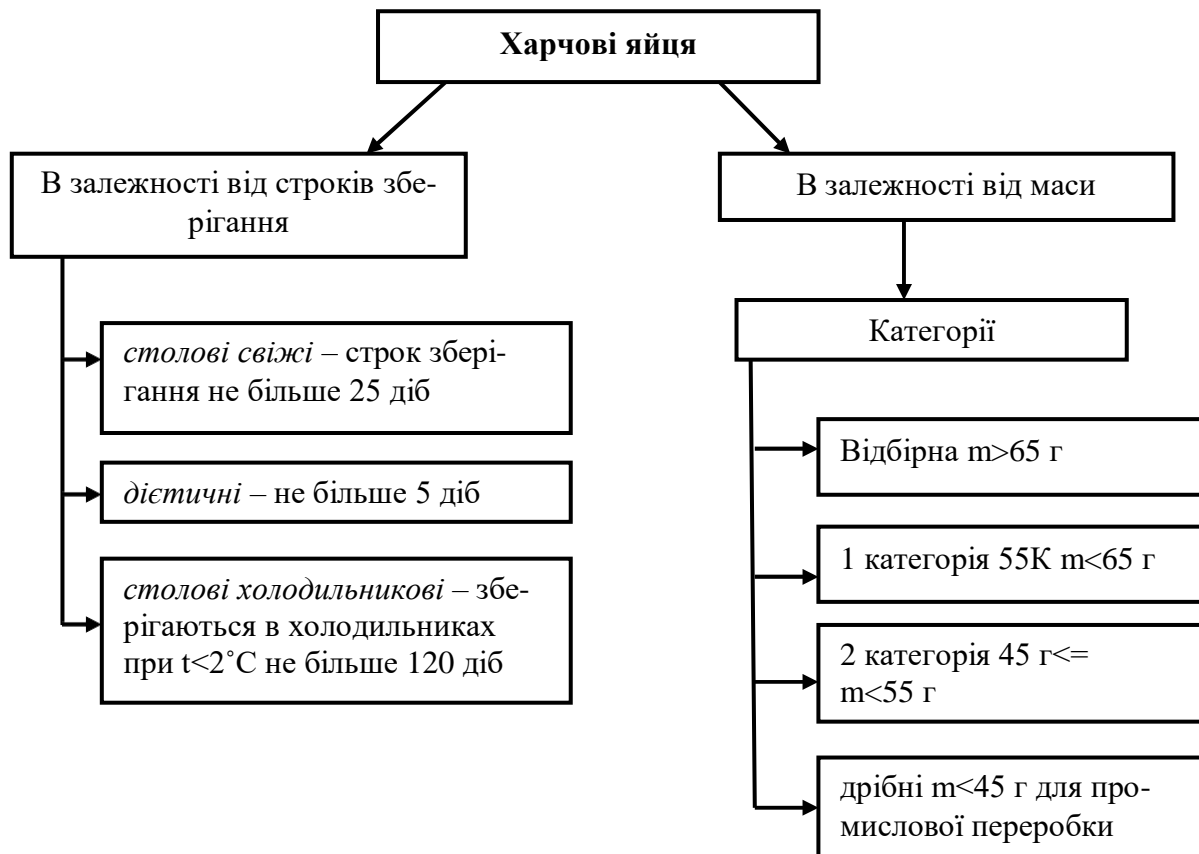 Харчові яйця
В залежності від строків збе-
рігання
столові свіжі – строк збері-
гання не більше 25 діб
дієтичні – не більше 5 діб
столові холодильникові – збе-
рігаються в холодильниках
при t<2˚С не більше 120 діб
В залежності від маси
Категорії
Відбірна m>65 г
1 категорія 55К m<65 г
2 категорія 45 г<=
m<55 г
дрібні m<45 г для про-
мислової переробки